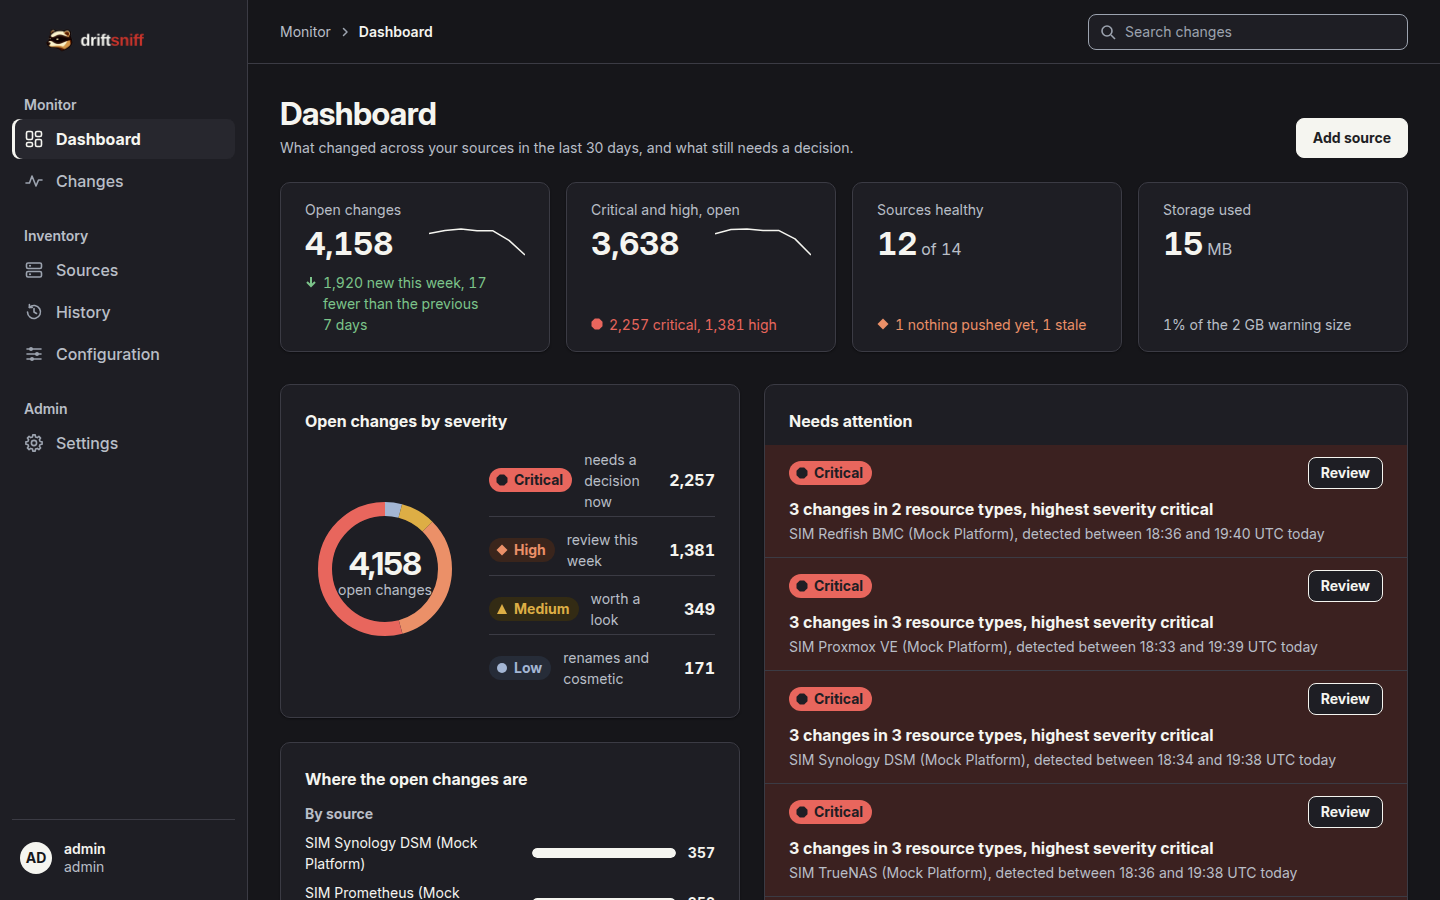 driftsniff
Monitor
Dashboard
Changes
Inventory
Sources
History
Configuration
Admin
Settings
AD
admin
admin
Monitor > Dashboard
Search changes
Dashboard
What changed across your sources in the last 30 days, and what still needs a decision.
Add source
Open changes
4,158
1,920 new this week, 17
fewer than the previous
7 days
Critical and high, open
3,638
2,257 critical, 1,381 high
Sources healthy
12 of 14
1 nothing pushed yet, 1 stale
Storage used
15 MB
1% of the 2 GB warning size
Open changes by severity
4,158
open changes
Critical
needs a
decision
now
2,257
High
review this
week
1,381
Medium
worth a
look
349
Low
renames and
cosmetic
171
Where the open changes are
By source
SIM Synology DSM (Mock
Platform)
357
SIM Prometheus (Mock
Needs attention
Critical
Review
3 changes in 2 resource types, highest severity critical
SIM Redfish BMC (Mock Platform), detected between 18:36 and 19:40 UTC today
Critical
Review
3 changes in 3 resource types, highest severity critical
SIM Proxmox VE (Mock Platform), detected between 18:33 and 19:39 UTC today
Critical
Review
3 changes in 3 resource types, highest severity critical
SIM Synology DSM (Mock Platform), detected between 18:34 and 19:38 UTC today
Critical
Review
3 changes in 3 resource types, highest severity critical
SIM TrueNAS (Mock Platform), detected between 18:36 and 19:38 UTC today